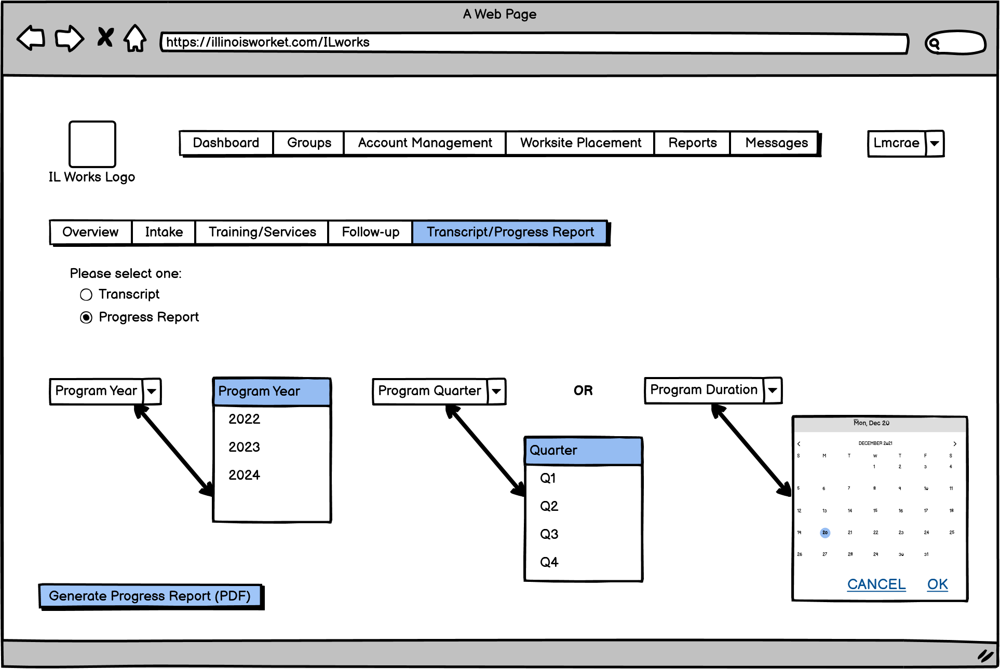 A Web Page
https://illinoisworket.com/ILworks
Dashboard Groups Account Management Worksite Placement Reports Messages
Lmcrae
IL Works Logo
Overview Intake Training/Services Follow-up Transcript/Progress Report
Please select one:
Transcript
Progress Report
Program Year
Program Year
2022
2023
2024
Program Quarter
Quarter
Q1
Q2
Q3
Q4
OR
Program Duration
Mon, Dec 20
DECEMBER 2021
S M T W T F S
1 2 3 4
5 6 7 8 9 10 11
12 13 14 15 16 17 18
19 20 21 22 23 24 25
26 27 28 29 30 31
CANCEL OK
Generate Progress Report (PDF)